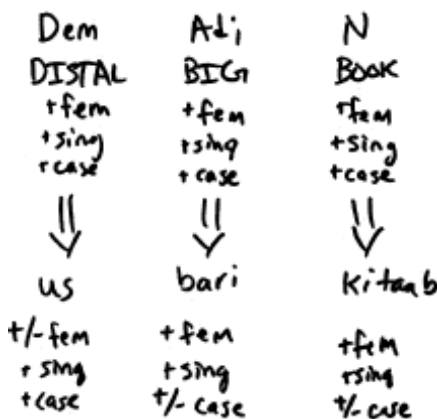 Dem Adj N
DISTAL BIG BOOK
+fem +fem +fem
+sing +sing +sing
+case +case +case
us bari kitaab
+/-fem +fem +fem
+sing +sing +sing
+case +/-case +/-case